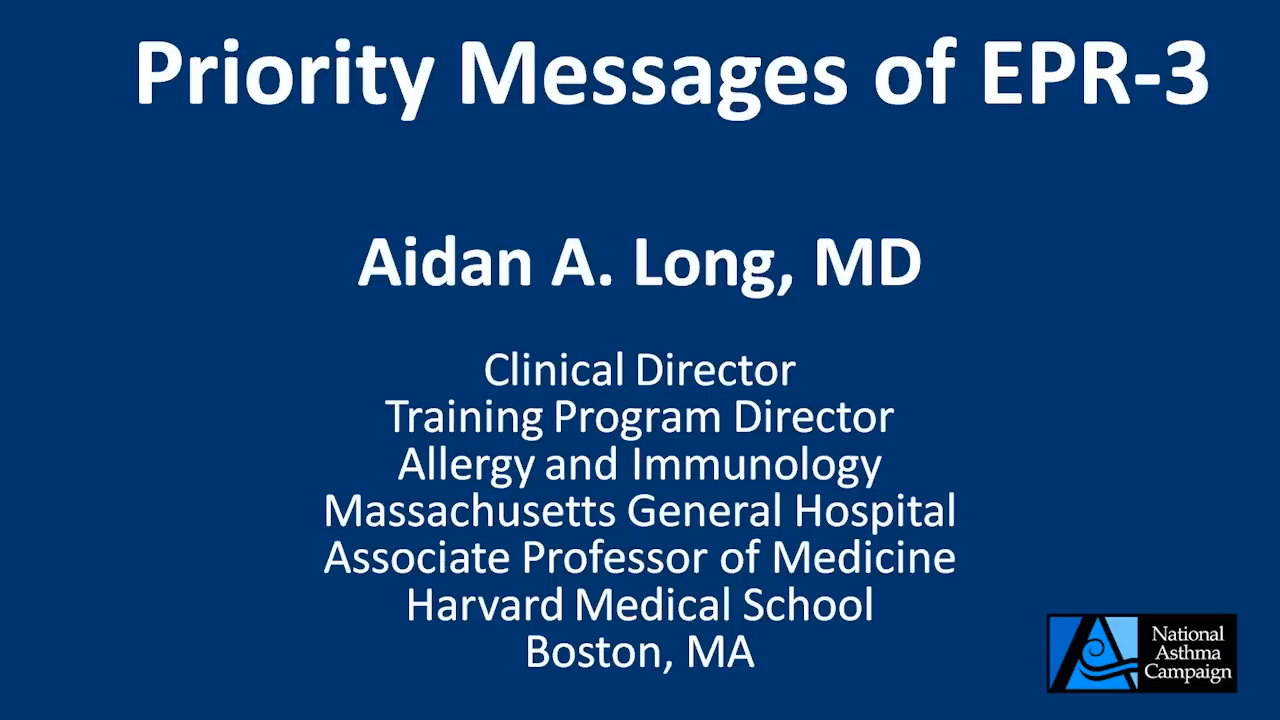 Priority Messages of EPR-3
Aidan A. Long, MD
Clinical Director
Training Program Director
Allergy and Immunology
Massachusetts General Hospital
Associate Professor of Medicine
Harvard Medical School
Boston, MA
National
Asthma
Campaign